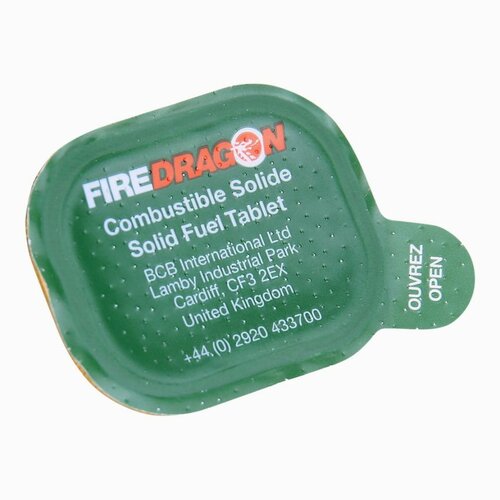 FIREDRAGON
Combustible Solide
Solid Fuel Tablet
BCB International Ltd
Lamby Industrial Park
Cardiff, CF3 2EX
United Kingdom
+44 (0) 2920 433700
OUVREZ
OPEN